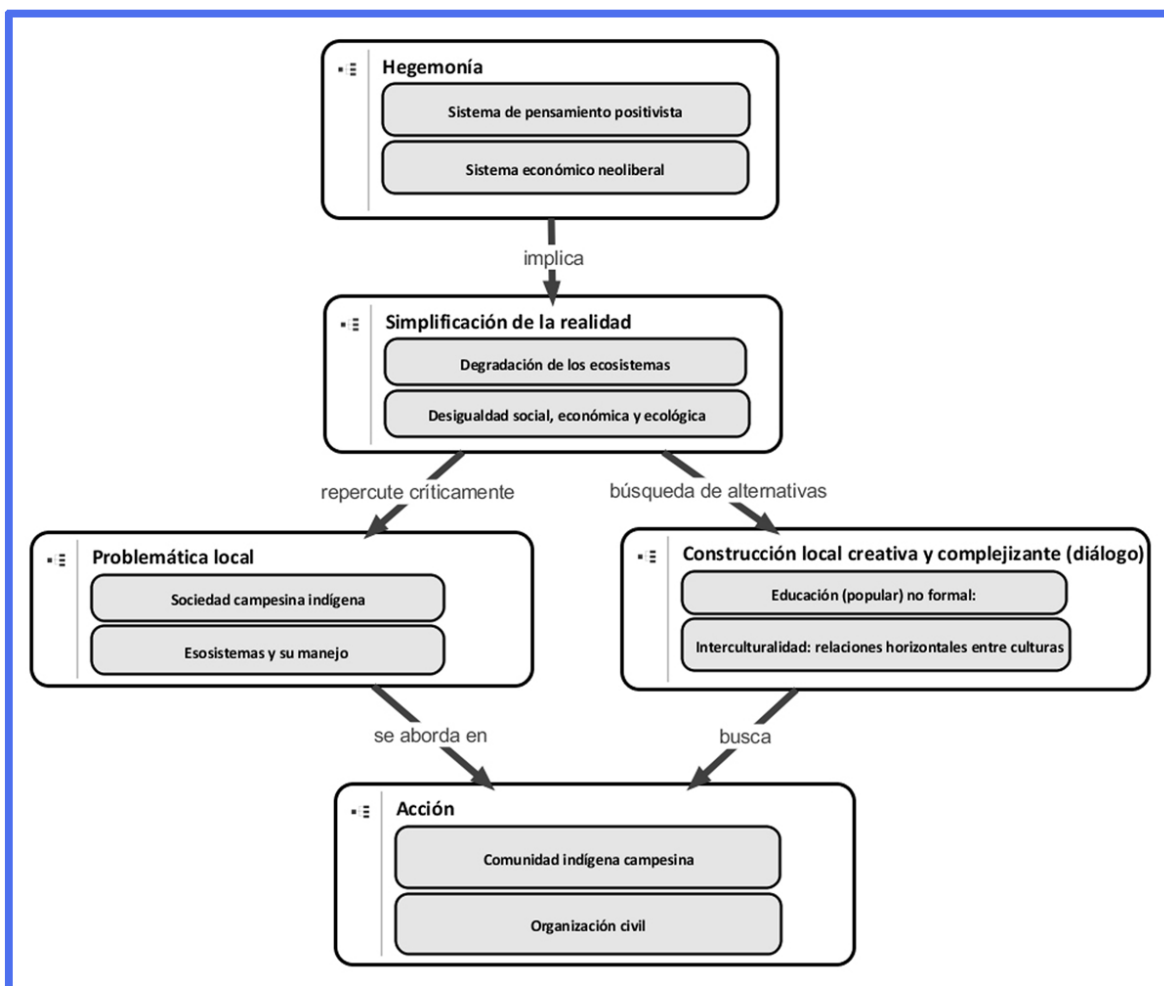 Hegemonía
Sistema de pensamiento positivista
Sistema económico neoliberal
implica
Simplificación de la realidad
Degradación de los ecosistemas
Desigualdad social, económica y ecológica
repercute críticamente
búsqueda de alternativas
Problemática local
Sociedad campesina indígena
Esosistemas y su manejo
Construcción local creativa y complejizante (diálogo)
Educación (popular) no formal:
Interculturalidad: relaciones horizontales entre culturas
se aborda en
busca
Acción
Comunidad indígena campesina
Organización civil